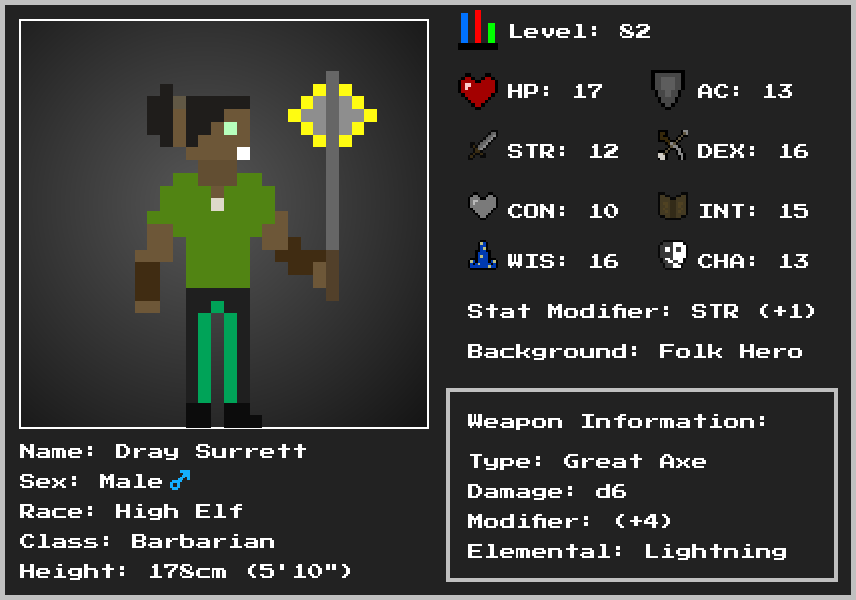 Level: 82
HP: 17 AC: 13
STR: 12 DEX: 16
CON: 10 INT: 15
WIS: 16 CHA: 13
Stat Modifier: STR (+1)
Background: Folk Hero
Weapon Information:
Type: Great Axe
Damage: d6
Modifier: (+4)
Elemental: Lightning
Name: Dray Surrett
Sex: Male ♂
Race: High Elf
Class: Barbarian
Height: 178cm (5'10")